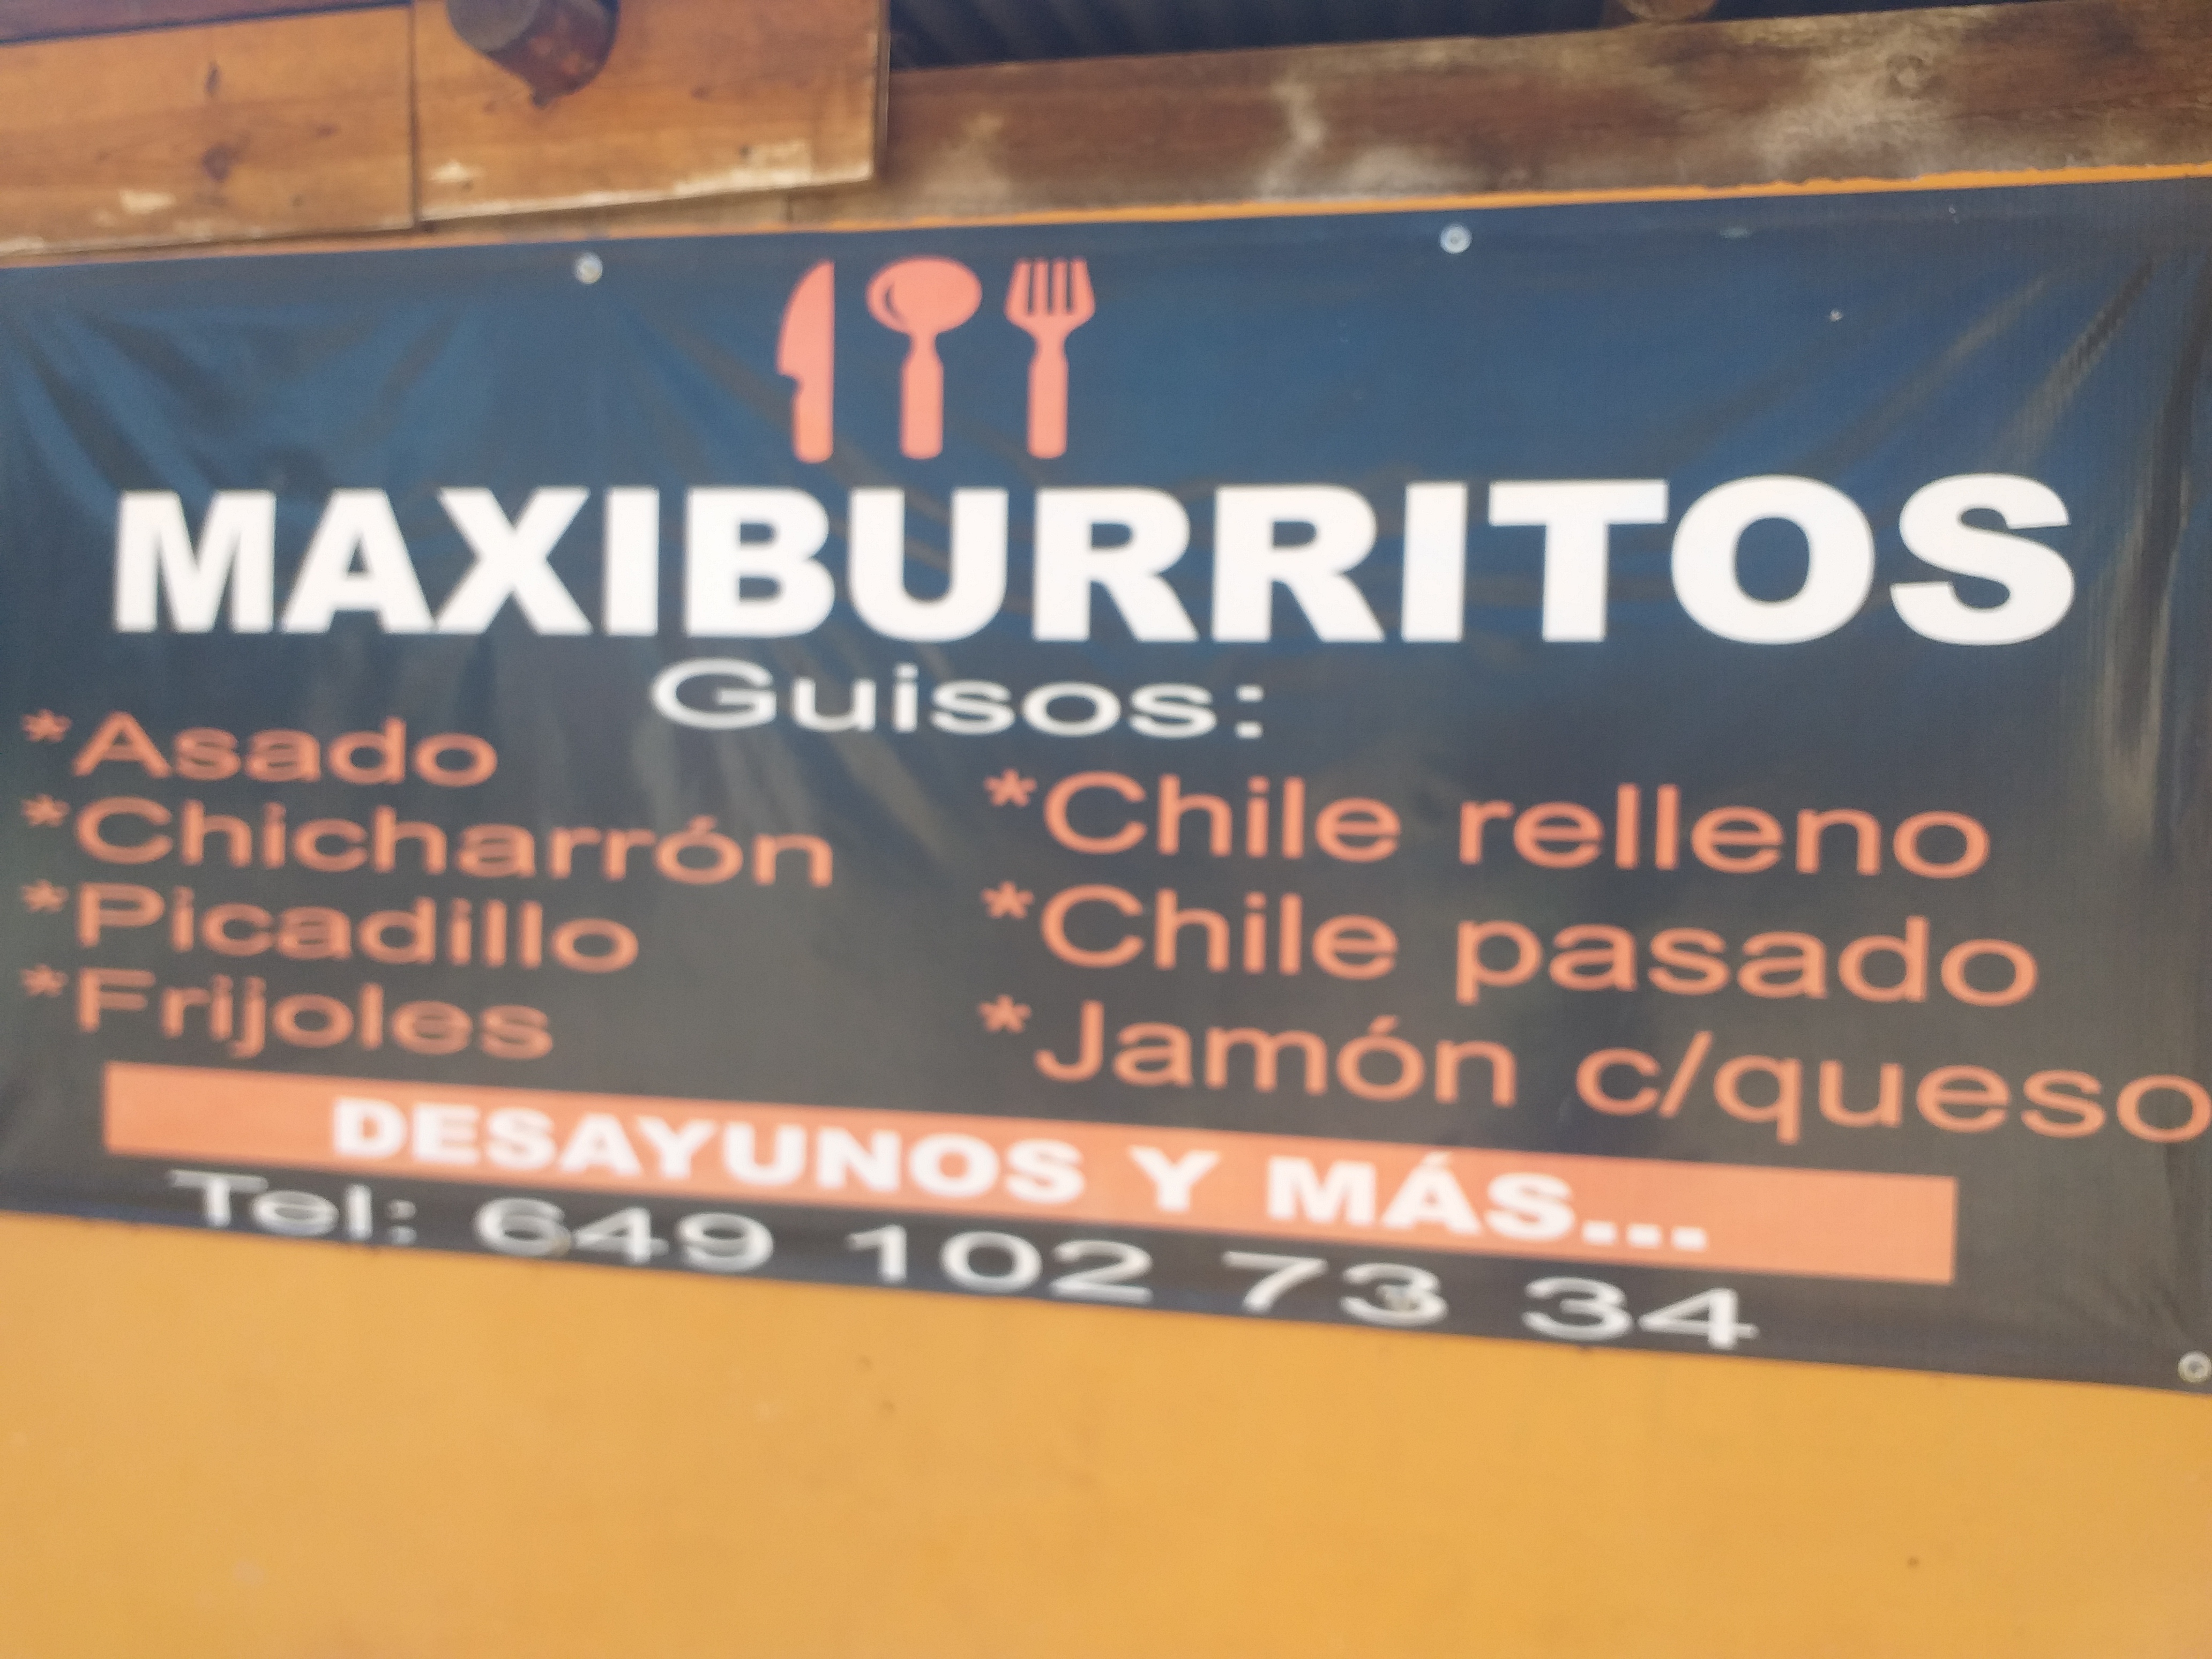 MAXIBURRITOS
Guisos:
*Asado
*Chicharrón
*Picadillo
*Frijoles
*Chile relleno
*Chile pasado
*Jamón c/queso
DESAYUNOS Y MÁS...
Tel: 649 102 73 34